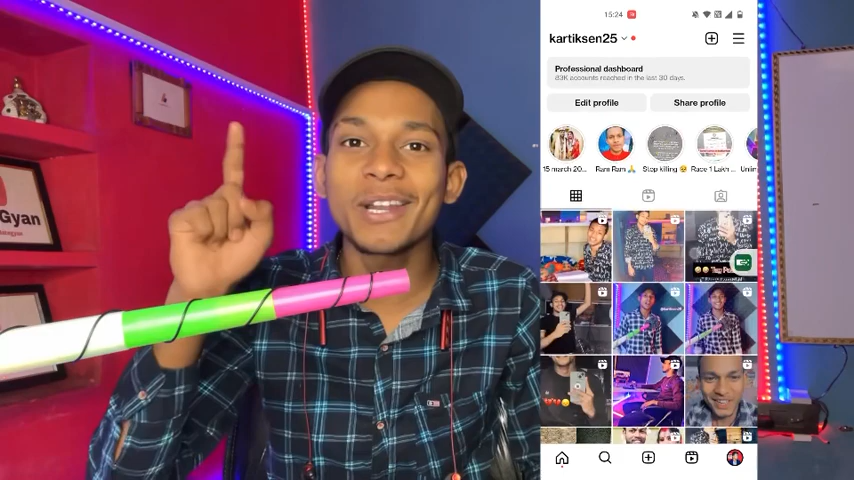 Gyan
15:24
kartiksen25
Professional dashboard
83K accounts reached in the last 30 days.
Edit profile
Share profile
15 march 20...
Ram Ram 🙏
Stop killing 🥺
Race 1 Lakh ...